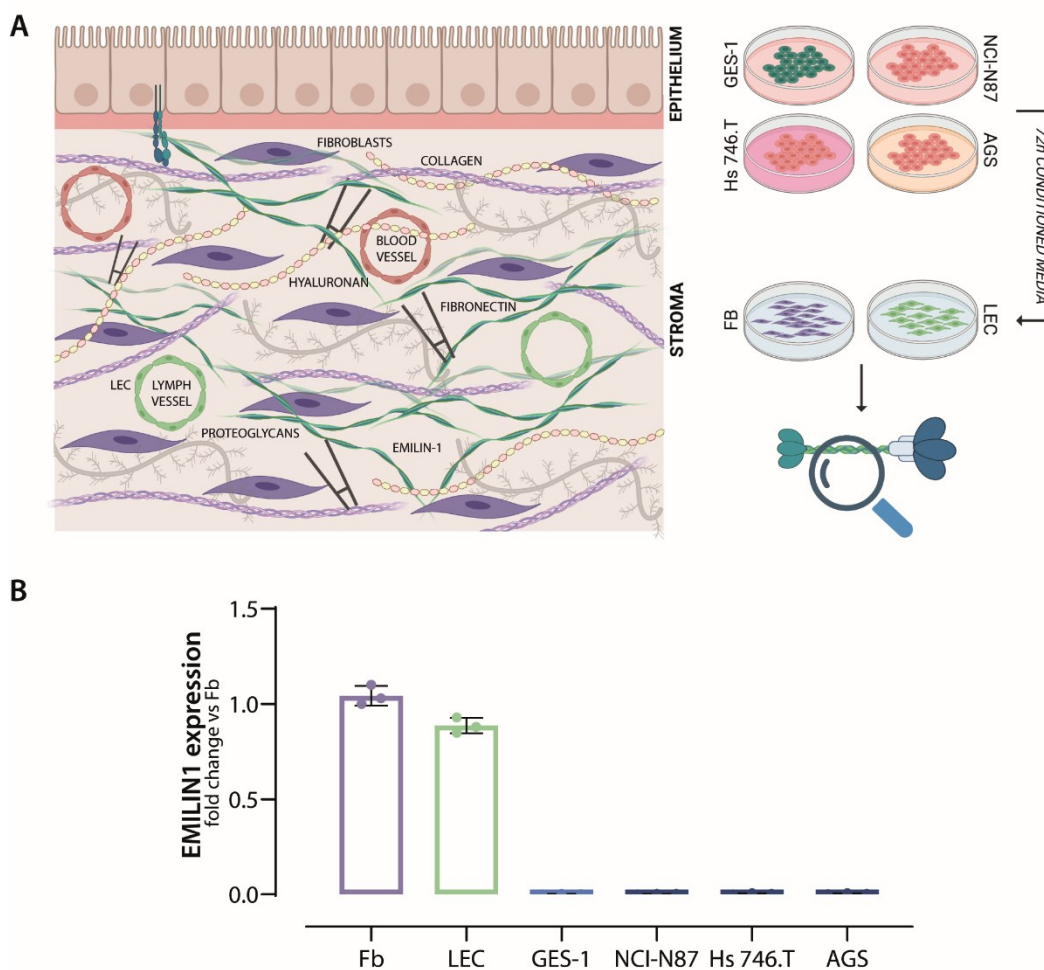 A
FIBROBLASTS
COLLAGEN
BLOOD
VESSEL
HYALURONAN
FIBRONECTIN
LEC
LYMPH
VESSEL
PROTEOGLYCANS
EMILIN-1
EPITHELIUM
STROMA
GES-1
NCI-N87
Hs 746.T
AGS
72h CONDITIONED MEDIA
FB
LEC
B
EMILIN1 expression
fold change vs Fb
1.5
1.0
0.5
0.0
Fb LEC GES-1 NCI-N87 Hs 746.T AGS